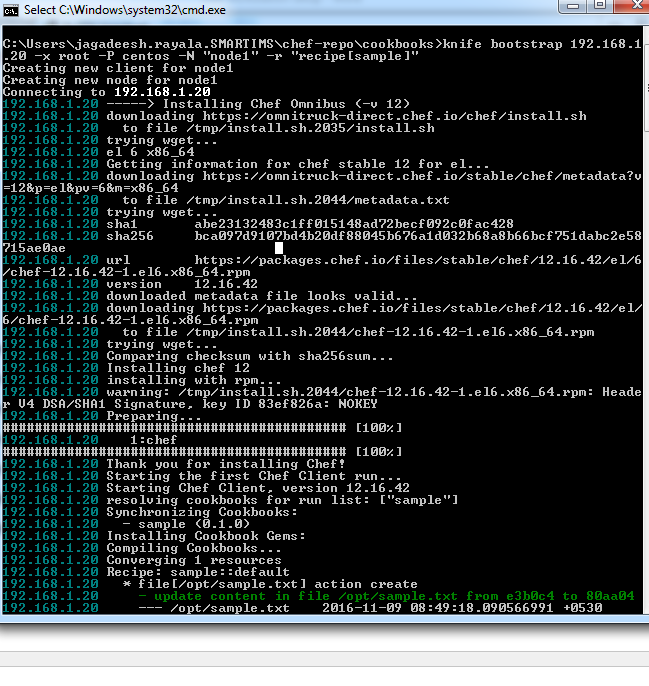 Select C:\Windows\system32\cmd.exe
C:\Users\jagadeesh.rayala.SMARTIMS\chef-repo\cookbooks>knife bootstrap 192.168.1
.20 -x root -P centos -N "node1" -r "recipe[sample]"
Creating new client for node1
Creating new node for node1
Connecting to 192.168.1.20
192.168.1.20 -----> Installing Chef Omnibus (-v 12)
192.168.1.20 downloading https://omnitruck-direct.chef.io/chef/install.sh
192.168.1.20   to file /tmp/install.sh.2035/install.sh
192.168.1.20 trying wget...
192.168.1.20 el 6 x86_64
192.168.1.20 Getting information for chef stable 12 for el...
192.168.1.20 downloading https://omnitruck-direct.chef.io/stable/chef/metadata?v
=12&p=el&pv=6&m=x86_64
192.168.1.20   to file /tmp/install.sh.2044/metadata.txt
192.168.1.20 trying wget...
192.168.1.20 sha1       abe23132483c1ff015148ad72becf092c0fac428
192.168.1.20 sha256     bca097d9107bd4b20df88045b676a1d032b68a8b66bcf751dabc2e58
715ae0ae
192.168.1.20 url        https://packages.chef.io/files/stable/chef/12.16.42/el/6
/chef-12.16.42-1.el6.x86_64.rpm
192.168.1.20 version    12.16.42
192.168.1.20 downloaded metadata file looks valid...
192.168.1.20 downloading https://packages.chef.io/files/stable/chef/12.16.42/el/
6/chef-12.16.42-1.el6.x86_64.rpm
192.168.1.20   to file /tmp/install.sh.2044/chef-12.16.42-1.el6.x86_64.rpm
192.168.1.20 trying wget...
192.168.1.20 Comparing checksum with sha256sum...
192.168.1.20 Installing chef 12
192.168.1.20 installing with rpm...
192.168.1.20 warning: /tmp/install.sh.2044/chef-12.16.42-1.el6.x86_64.rpm: Heade
r V4 DSA/SHA1 Signature, key ID 83ef826a: NOKEY
192.168.1.20 Preparing...
########################################### [100%]
192.168.1.20    1:chef
########################################### [100%]
192.168.1.20 Thank you for installing Chef!
192.168.1.20 Starting the first Chef Client run...
192.168.1.20 Starting Chef Client, version 12.16.42
192.168.1.20 resolving cookbooks for run list: ["sample"]
192.168.1.20 Synchronizing Cookbooks:
192.168.1.20   - sample (0.1.0)
192.168.1.20 Installing Cookbook Gems:
192.168.1.20 Compiling Cookbooks...
192.168.1.20 Converging 1 resources
192.168.1.20 Recipe: sample::default
192.168.1.20   * file[/opt/sample.txt] action create
192.168.1.20     - update content in file /opt/sample.txt from e3b0c4 to 80aa04
192.168.1.20     --- /opt/sample.txt    2016-11-09 08:49:18.090566991 +0530